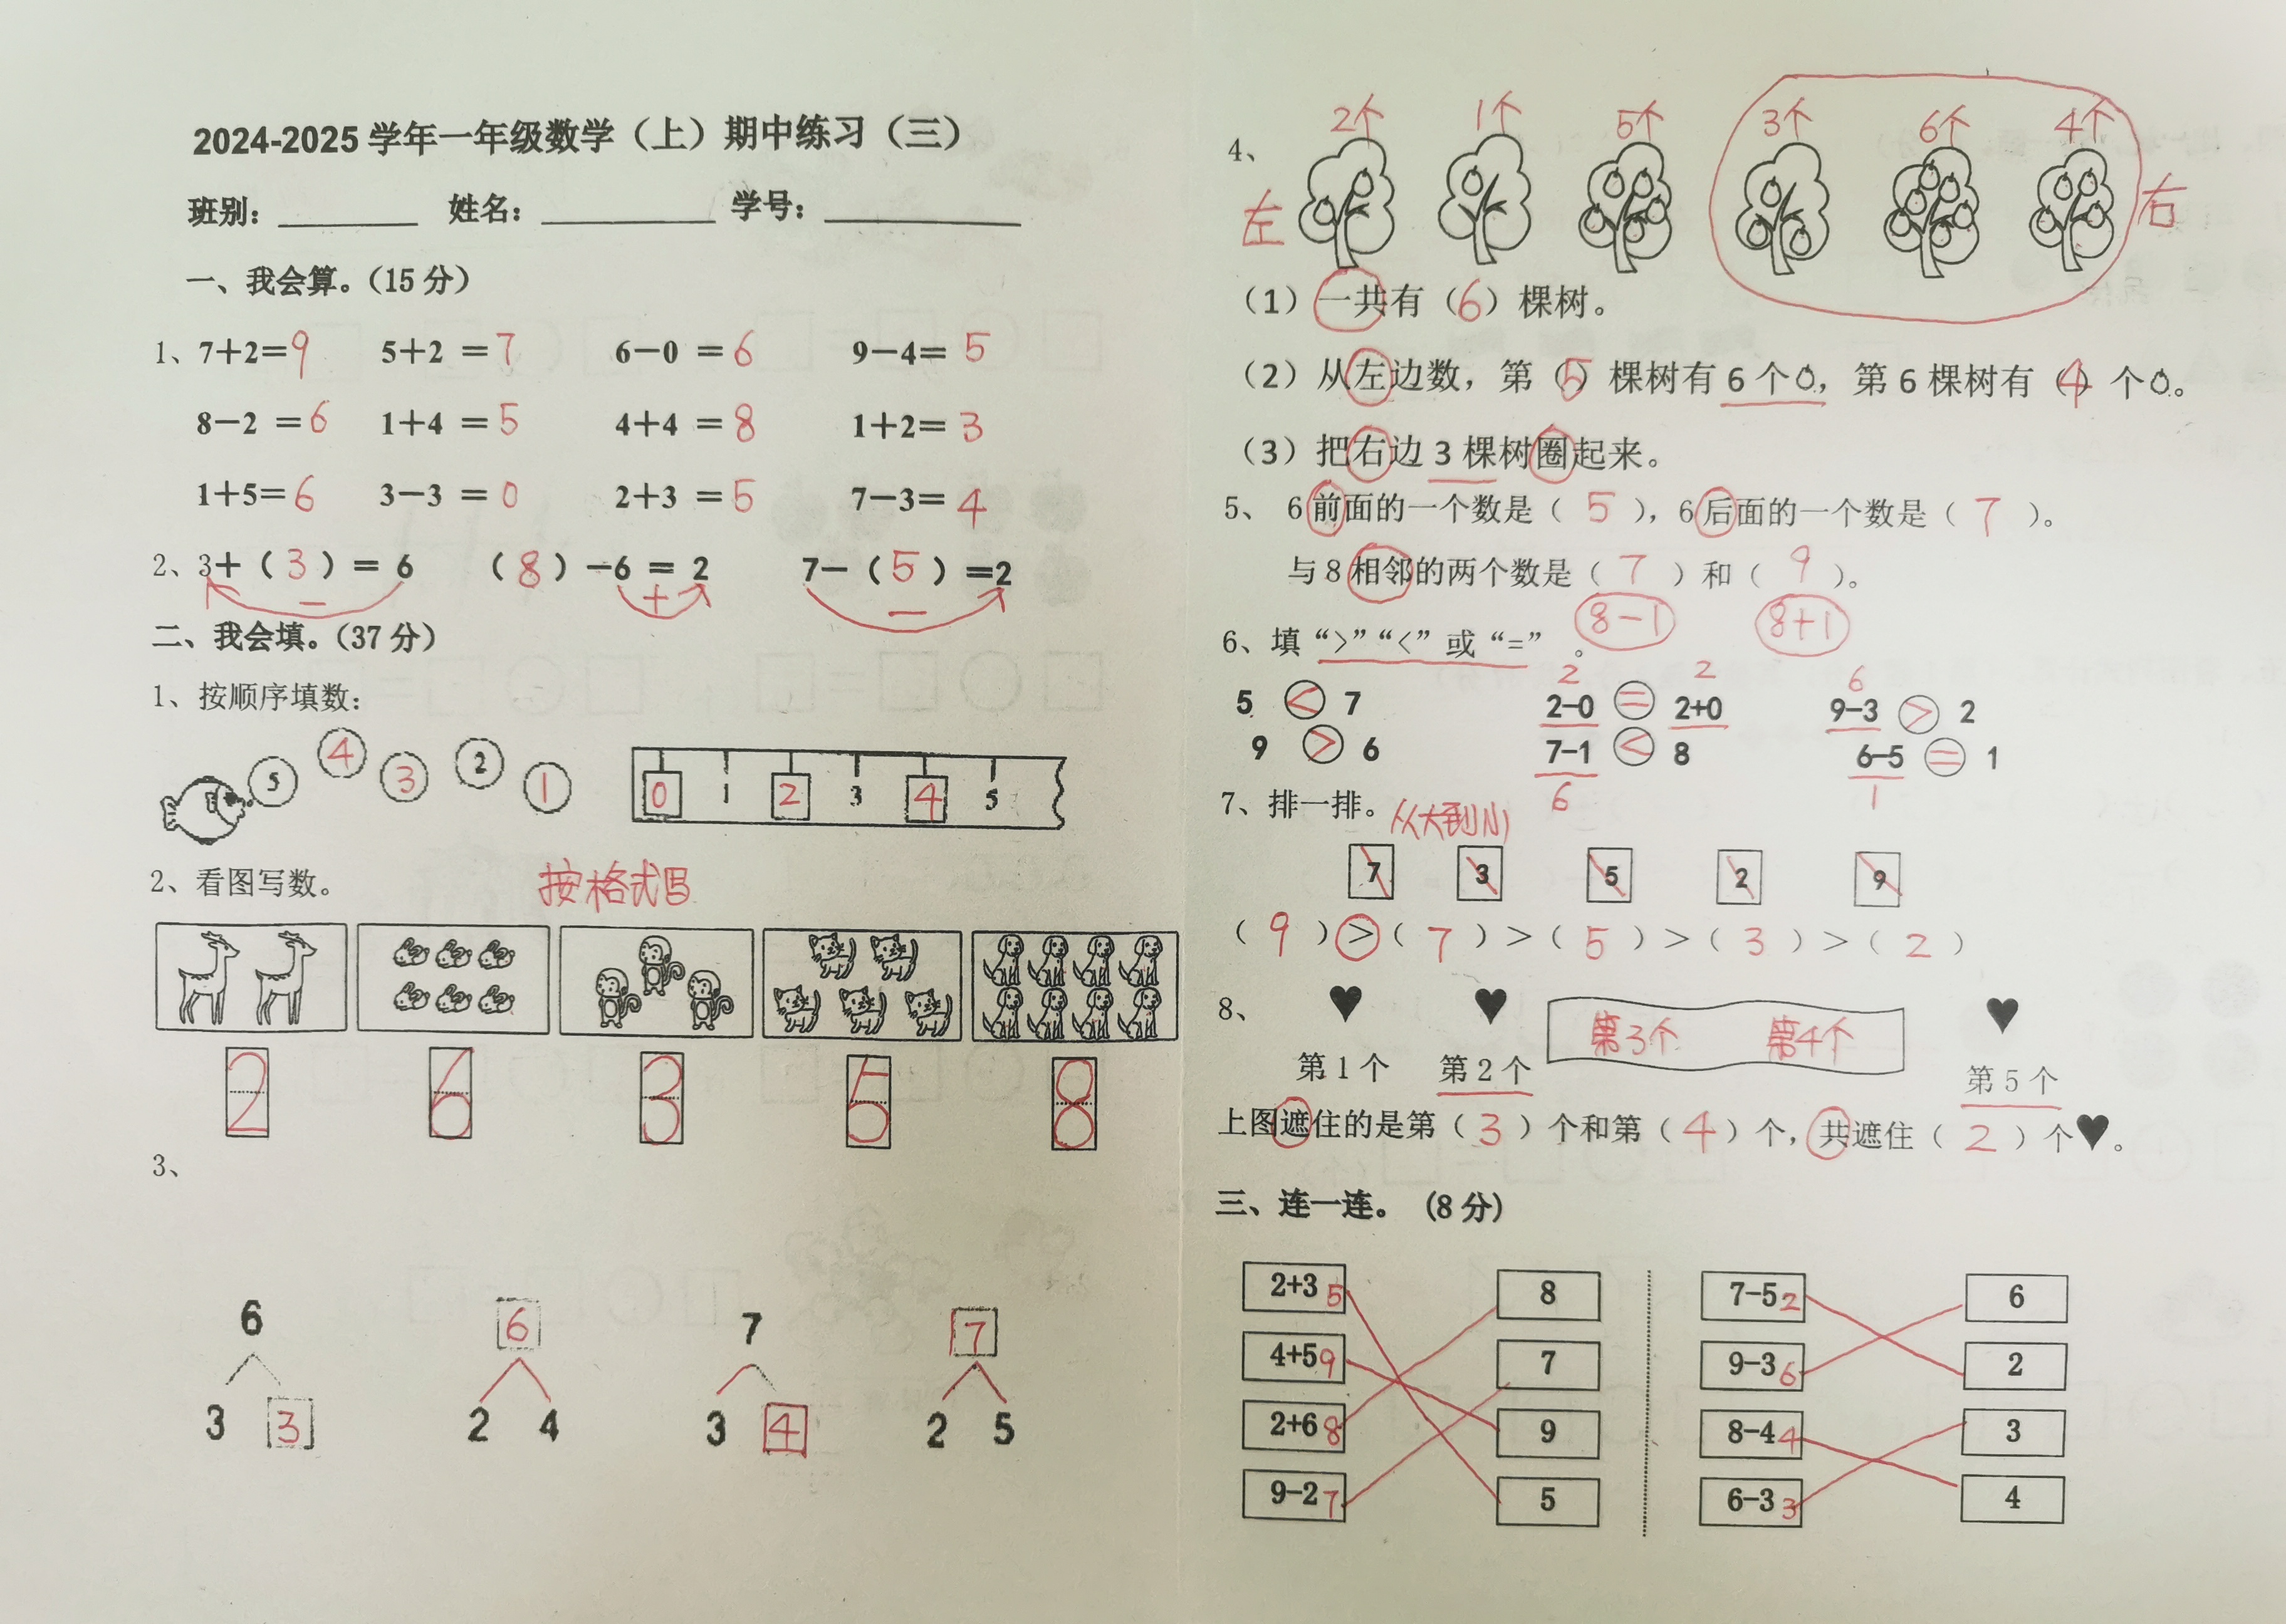 2024-2025学年一年级数学（上）期中练习（三）
班别：________ 姓名：__________ 学号：___________
一、我会算。（15分）
1、7+2=9 5+2=7 6-0=6 9-4=5
8-2=6 1+4=5 4+4=8 1+2=3
1+5=6 3-3=0 2+3=5 7-3=4
2、3+（3）=6 （8）-6=2 7-（5）=2
- + -
二、我会填。（37分）
1、按顺序填数：
5 4 3 2 1
0 1 2 3 4 5
2、看图写数。 按格式写
2 6 3 5 8
3、
6 6 7 7
3 3 2 4 3 4 2 5
2个 1个 5个 3个 6个 4个
4、
左 右
（1）一共有（6）棵树。
（2）从左边数，第（5）棵树有6个，第6棵树有（4）个。
（3）把右边3棵树圈起来。
5、6前面的一个数是（5），6后面的一个数是（7）。
与8相邻的两个数是（7）和（9）。
8-1 8+1
6、填“>”“<”或“=”。
2 2 6
5 < 7 2-0 = 2+0 9-3 > 2
9 > 6 7-1 < 8 6-5 = 1
6 1
7、排一排。 从大到小
7 3 5 2 9
（9）>（7）>（5）>（3）>（2）
8、♥ ♥ 第3个 第4个 ♥
第1个 第2个 第5个
上图遮住的是第（3）个和第（4）个，共遮住（2）个♥。
三、连一连。（8分）
2+3 5 8 7-5 2 6
4+5 9 7 9-3 6 2
2+6 8 9 8-4 4 3
9-2 7 5 6-3 3 4